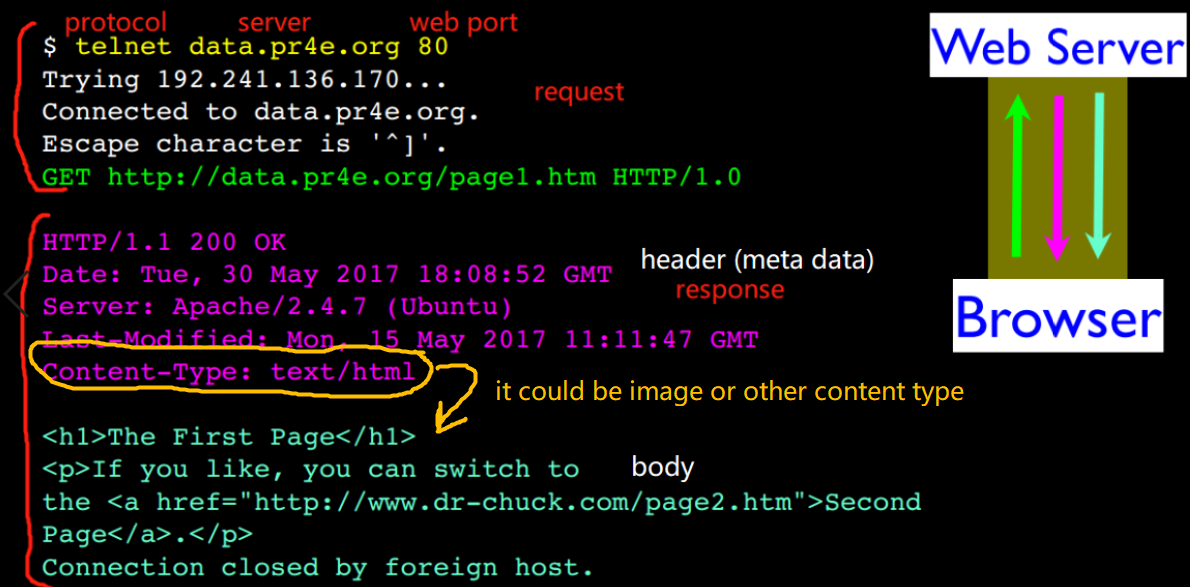 protocol server web port
$ telnet data.pr4e.org 80
Trying 192.241.136.170...
Connected to data.pr4e.org.
request
Escape character is '^]'.
GET http://data.pr4e.org/page1.htm HTTP/1.0
HTTP/1.1 200 OK
Date: Tue, 30 May 2017 18:08:52 GMT
header (meta data)
response
Server: Apache/2.4.7 (Ubuntu)
Last-Modified: Mon, 15 May 2017 11:11:47 GMT
Content-Type: text/html
it could be image or other content type
<h1>The First Page</h1>
<p>If you like, you can switch to
body
the <a href="http://www.dr-chuck.com/page2.htm">Second
Page</a>.</p>
Connection closed by foreign host.
Web Server
Browser